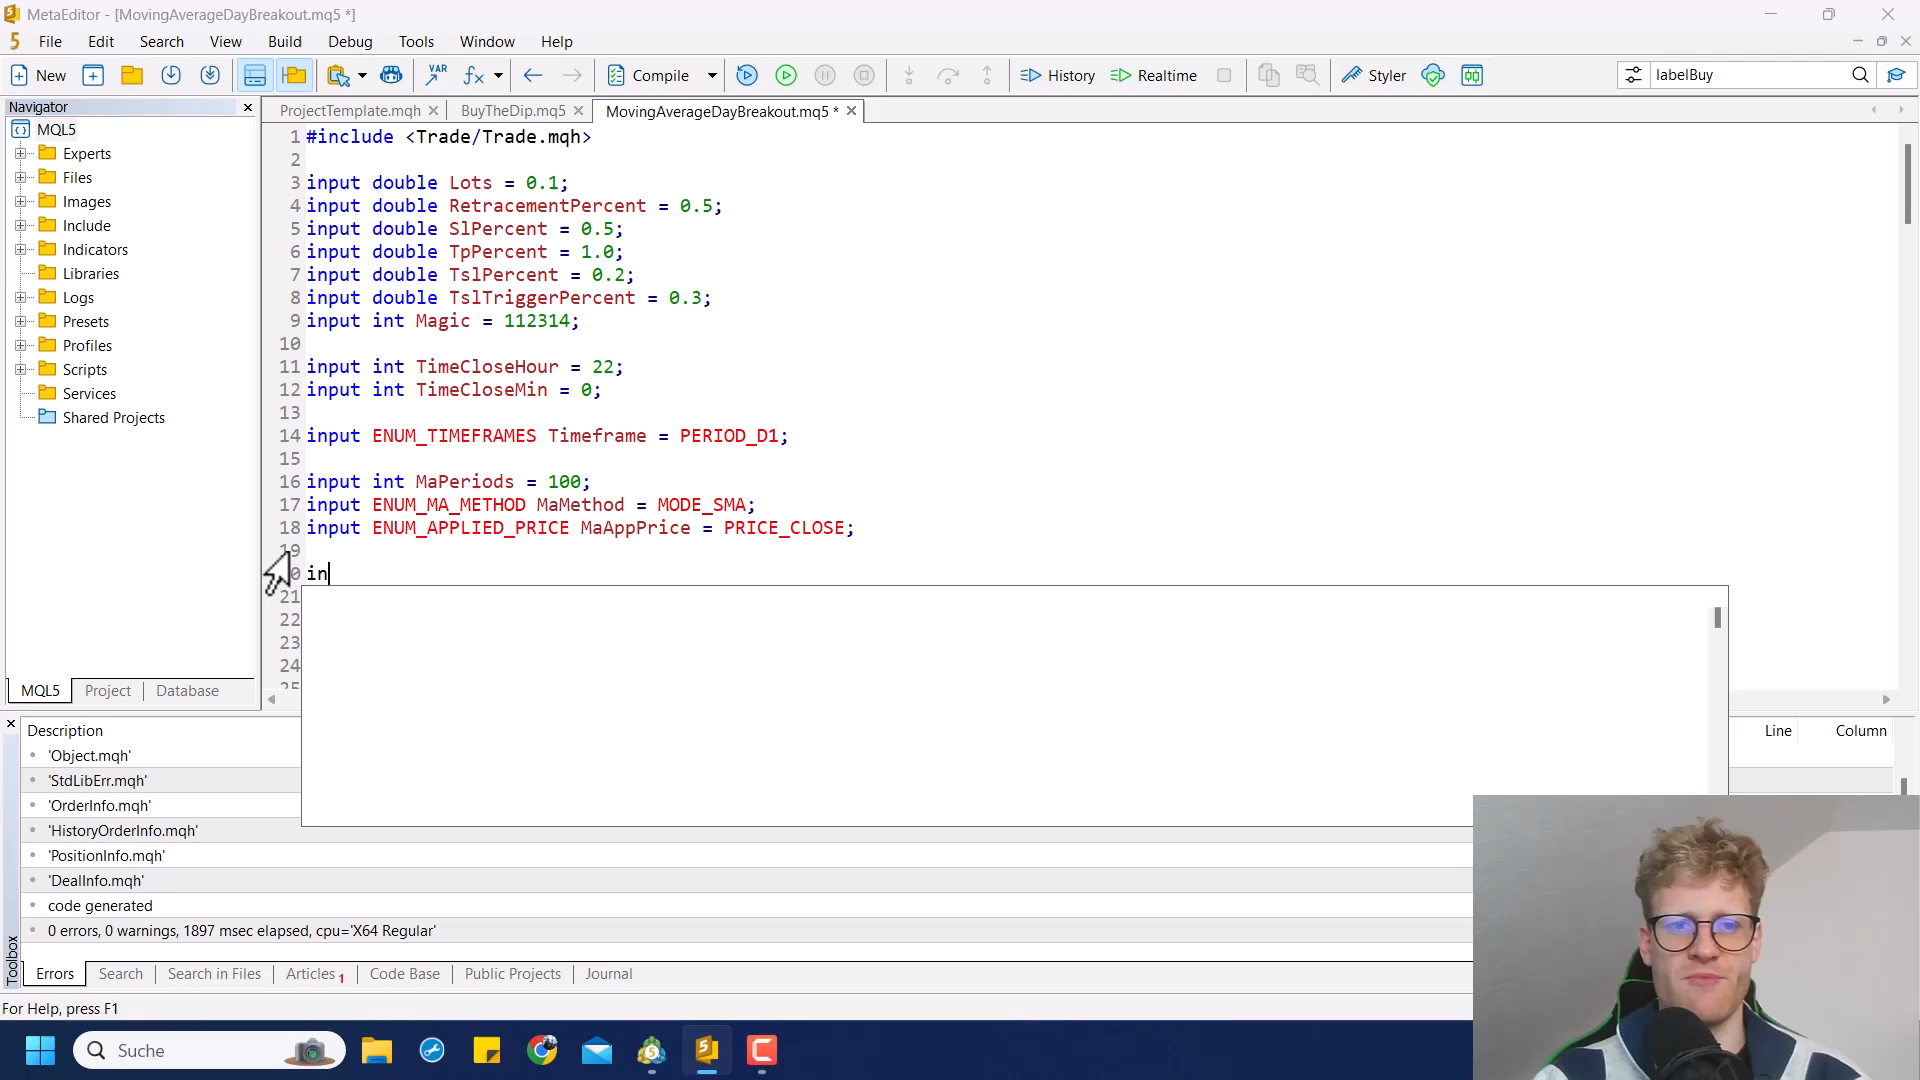 MetaEditor - [MovingAverageDayBreakout.mq5 *]
5 File Edit Search View Build Debug Tools Window Help
New Compile History Realtime Styler labelBuy
Navigator
ProjectTemplate.mqh BuyTheDip.mq5 MovingAverageDayBreakout.mq5 *
MQL5
Experts
Files
Images
Include
Indicators
Libraries
Logs
Presets
Profiles
Scripts
Services
Shared Projects
MQL5 Project Database
1 #include <Trade/Trade.mqh>
2
3 input double Lots = 0.1;
4 input double RetracementPercent = 0.5;
5 input double SlPercent = 0.5;
6 input double TpPercent = 1.0;
7 input double TslPercent = 0.2;
8 input double TslTriggerPercent = 0.3;
9 input int Magic = 112314;
10
11 input int TimeCloseHour = 22;
12 input int TimeCloseMin = 0;
13
14 input ENUM_TIMEFRAMES Timeframe = PERIOD_D1;
15
16 input int MaPeriods = 100;
17 input ENUM_MA_METHOD MaMethod = MODE_SMA;
18 input ENUM_APPLIED_PRICE MaAppPrice = PRICE_CLOSE;
19
in
21
22
23
24
25
Description Line Column
'Object.mqh'
'StdLibErr.mqh'
'OrderInfo.mqh'
'HistoryOrderInfo.mqh'
'PositionInfo.mqh'
'DealInfo.mqh'
code generated
0 errors, 0 warnings, 1897 msec elapsed, cpu='X64 Regular'
Toolbox
Errors Search Search in Files Articles 1 Code Base Public Projects Journal
For Help, press F1
Suche